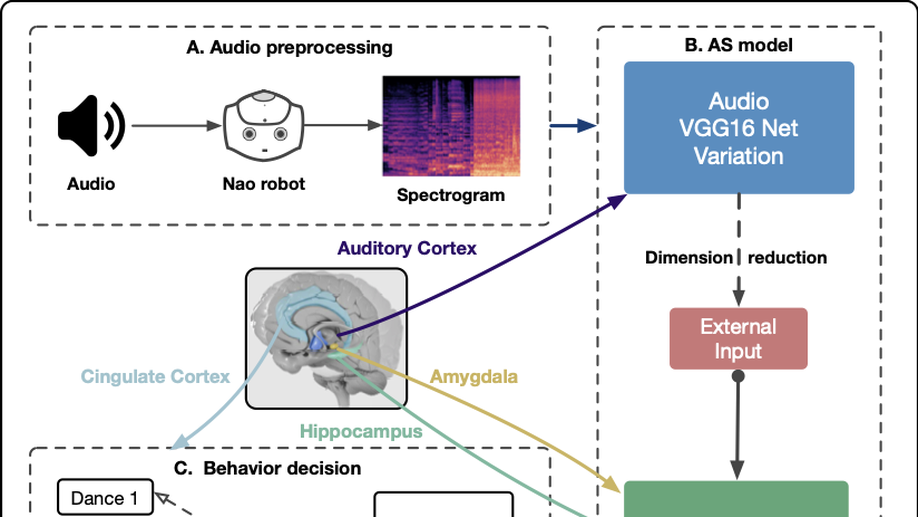 A. Audio preprocessing
Audio
Nao robot
Spectrogram
B. AS model
Audio
VGG16 Net
Variation
Dimension reduction
External
Input
Auditory Cortex
Cingulate Cortex
Amygdala
Hippocampus
C. Behavior decision
Dance 1